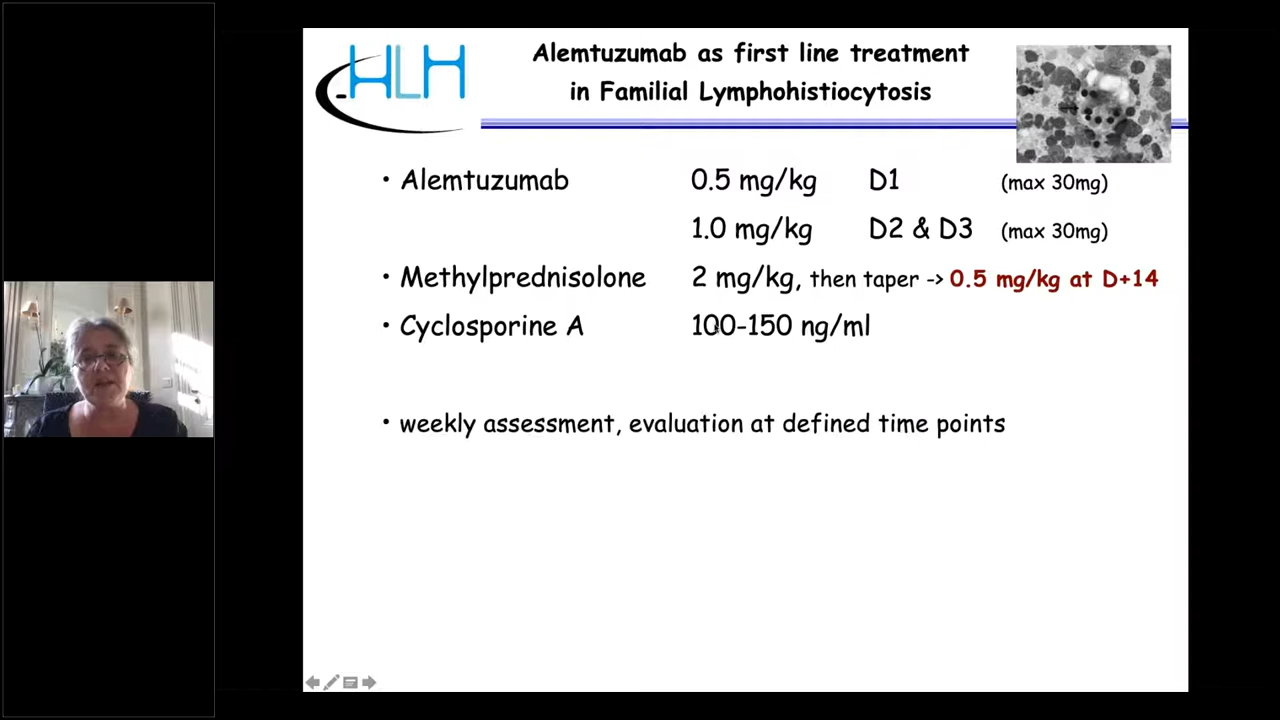 HLH
Alemtuzumab as first line treatment
in Familial Lymphohistiocytosis
• Alemtuzumab 0.5 mg/kg D1 (max 30mg)
1.0 mg/kg D2 & D3 (max 30mg)
• Methylprednisolone 2 mg/kg, then taper -> 0.5 mg/kg at D+14
• Cyclosporine A 100-150 ng/ml
• weekly assessment, evaluation at defined time points